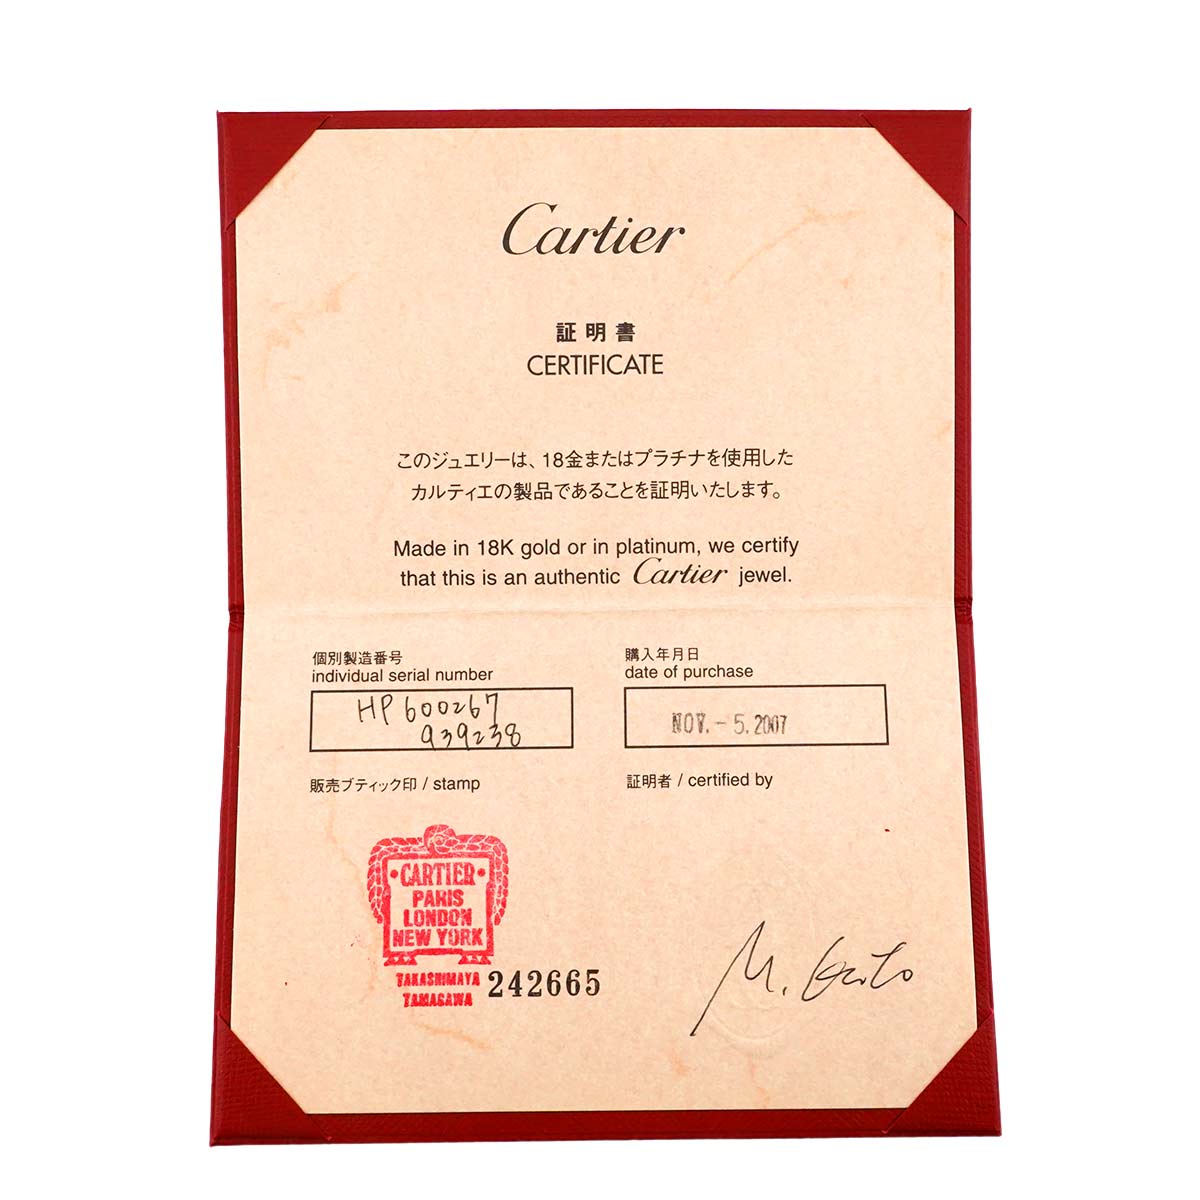 Cartier
証明書
CERTIFICATE
このジュエリーは、18金またはプラチナを使用した
カルティエの製品であることを証明いたします。
Made in 18K gold or in platinum, we certify
that this is an authentic Cartier jewel.
個別製造番号
individual serial number
HP600267
939238
購入年月日
date of purchase
NOV. - 5. 2007
販売ブティック印 / stamp
証明者 / certified by
·CARTIER·
PARIS
LONDON
NEW YORK
TAKASHIMAYA
TAMAGAWA
242665
M.